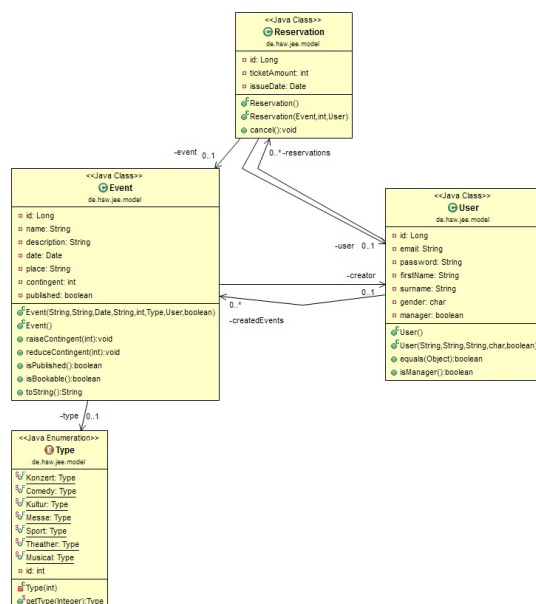 <<Java Class>>
Reservation
de.hsw.jee.model
id: Long
ticketAmount: int
issueDate: Date
Reservation()
Reservation(Event,int,User)
cancel():void
-event 0..1
0..* -reservations
<<Java Class>>
Event
de.hsw.jee.model
id: Long
name: String
description: String
date: Date
place: String
contingent: int
published: boolean
Event(String,String,Date,String,int,Type,User,boolean)
Event()
raiseContingent(int):void
reduceContingent(int):void
isPublished():boolean
isBookable():boolean
toString():String
<<Java Class>>
User
de.hsw.jee.model
id: Long
email: String
password: String
firstName: String
surname: String
gender: char
manager: boolean
User()
User(String,String,String,char,boolean)
equals(Object):boolean
isManager():boolean
-user 0..1
-creator
0..1
0..*
-createdEvents
-type 0..1
<<Java Enumeration>>
Type
de.hsw.jee.model
Konzert: Type
Comedy: Type
Kultur: Type
Messe: Type
Sport: Type
Theather: Type
Musical: Type
id: int
Type(int)
getType(Integer):Type